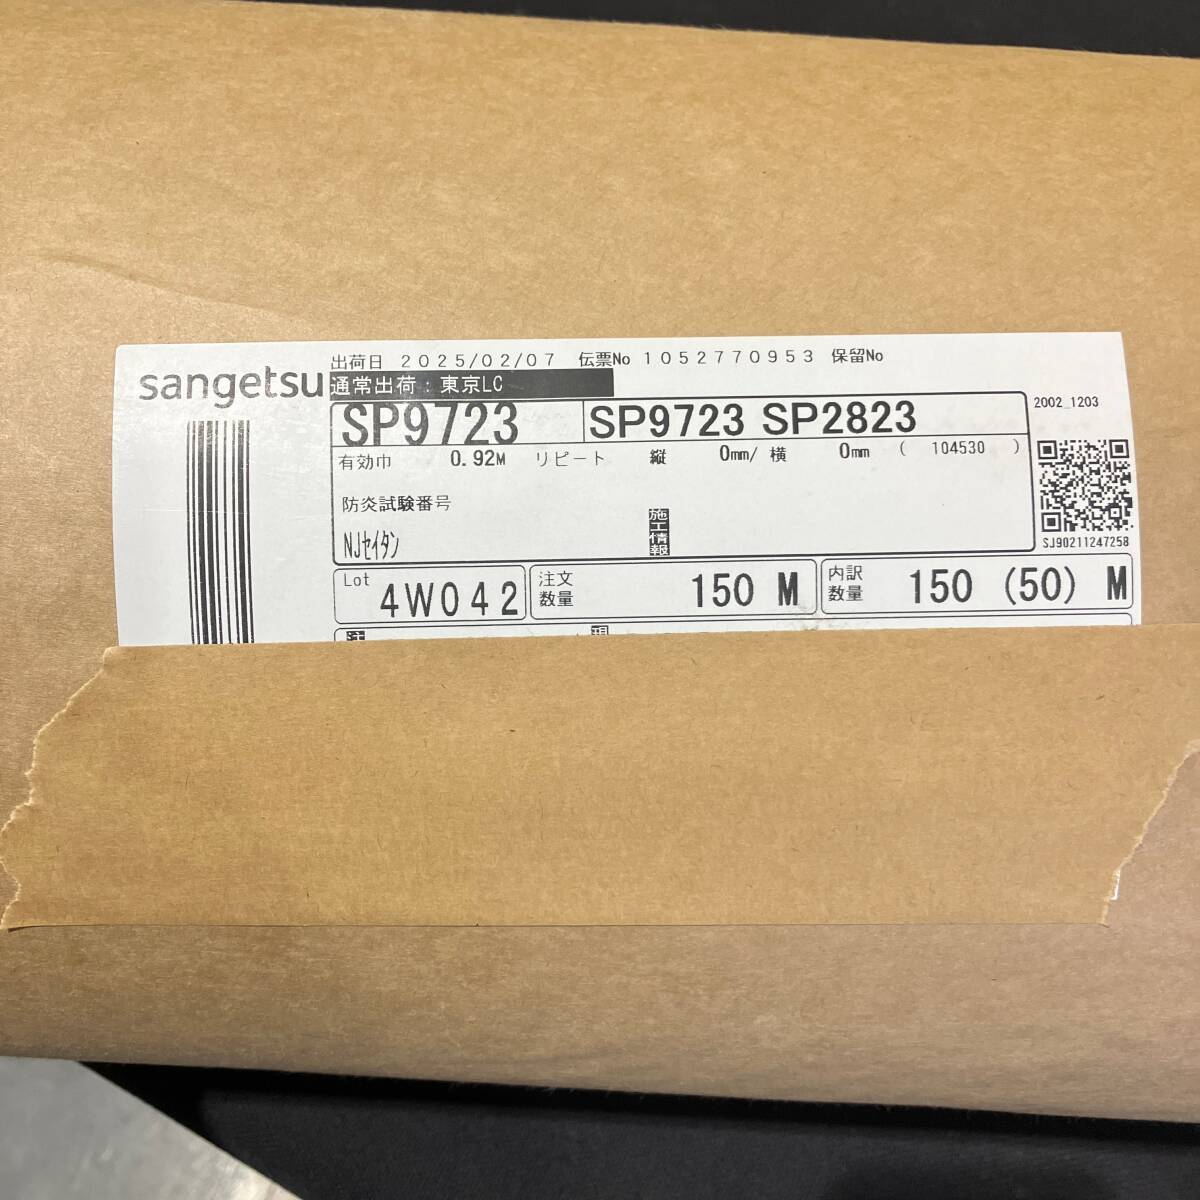 出荷日 2025/02/07 伝票No 1052770953 保留No
sangetsu
通常出荷：東京LC
SP9723
SP9723 SP2823
2002_1203
有効巾 0.92M リピート 縦 0mm/ 横 0mm ( 104530 )
防炎試験番号
施工情報
NJセイタン
SJ90211247258
Lot 4W042
注文数量 150 M
内訳数量 150 (50) M